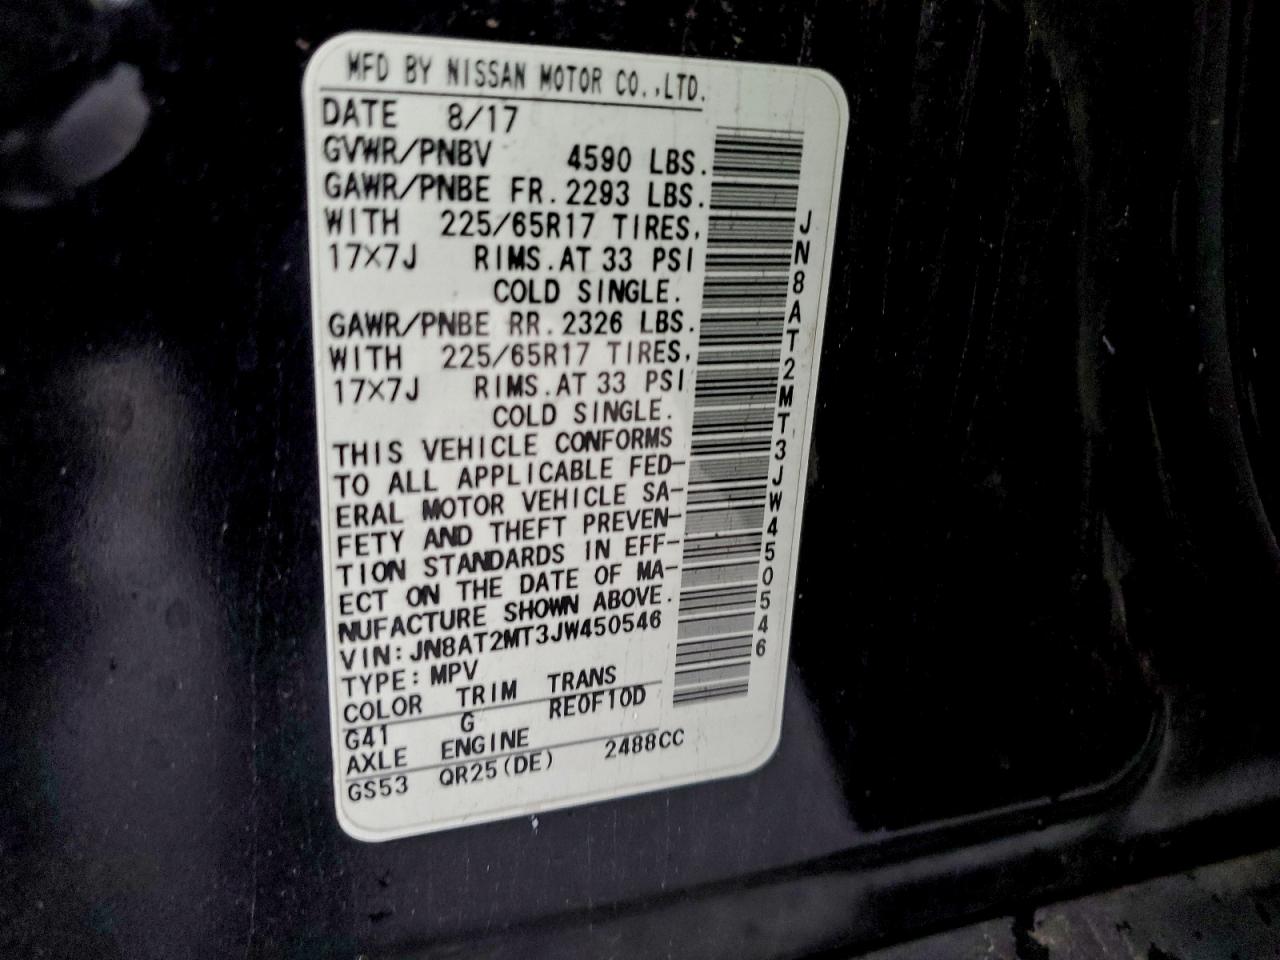 MFD BY NISSAN MOTOR CO.,LTD.
DATE 8/17
GVWR/PNBV 4590 LBS.
GAWR/PNBE FR. 2293 LBS.
WITH 225/65R17 TIRES,
17×7J RIMS. AT 33 PSI
COLD SINGLE.
GAWR/PNBE RR. 2326 LBS.
WITH 225/65R17 TIRES,
17×7J RIMS. AT 33 PSI
COLD SINGLE.
THIS VEHICLE CONFORMS
TO ALL APPLICABLE FED-
ERAL MOTOR VEHICLE SA-
FETY AND THEFT PREVEN-
TION STANDARDS IN EFF-
ECT ON THE DATE OF MA-
NUFACTURE SHOWN ABOVE.
VIN: JN8AT2MT3JW450546
TYPE: MPV
COLOR TRIM TRANS
G41 G RE0F10D
AXLE ENGINE
GS53 QR25(DE) 2488CC
JN8AT2MT3JW450546